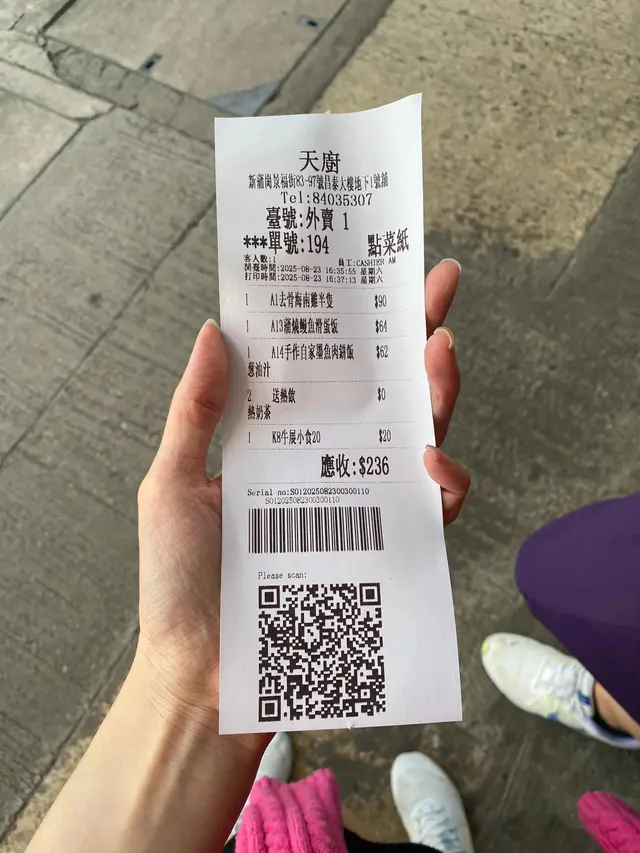 天廚
新蒲崗景福街83-97號昌泰大樓地下1號舖
Tel:84035307
臺號:外賣 1
***單號:194 點菜紙
客人數:1 員工:CASHIER AM
開檯時間:2025-08-23 16:35:55 星期六
打印時間:2025-08-23 16:37:13 星期六
1 A1去骨海南雞半隻 $90
1 A13蒲燒鰻魚滑蛋飯 $64
1 A14手作自家墨魚肉餅飯 $62
葱油汁
2 送熱飲 $0
熱奶茶
1 K8牛展小食20 $20
應收:$236
Serial no:S012025082300300110
S012025082300300110
Please scan: